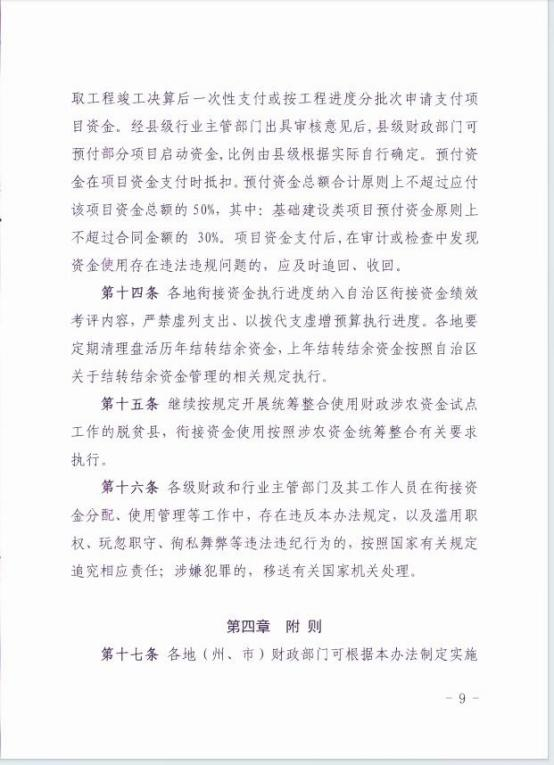 取工程竣工决算后一次性支付或按工程进度分批次申请支付项
目资金。经县级行业主管部门出具审核意见后,县级财政部门可
预付部分项目启动资金,比例由县级根据实际自行确定。预付资
金在项目资金支付时抵扣。预付资金总额合计原则上不超过应付
该项目资金总额的50%,其中:基础建设类项目预付资金原则上
不超过合同金额的 30%。项目资金支付后,在审计或检查中发现
资金使用存在违法违规问题的,应及时追回、收回。
第十四条 各地衔接资金执行进度纳入自治区衔接资金绩效
考评内容,严禁虚列支出、以拨代支虚增预算执行进度。各地要
定期清理盘活历年结转结余资金,上年结转结余资金按照自治区
关于结转结余资金管理的相关规定执行。
第十五条 继续按规定开展统筹整合使用财政涉农资金试点
工作的脱贫县,衔接资金使用按照涉农资金统筹整合有关要求
执行。
第十六条 各级财政和行业主管部门及其工作人员在衔接资
金分配、使用管理等工作中,存在违反本办法规定,以及滥用职
权、玩忽职守、徇私舞弊等违法违纪行为的,按照国家有关规定
追究相应责任;涉嫌犯罪的,移送有关国家机关处理。
第四章 附 则
第十七条 各地(州、市)财政部门可根据本办法制定实施
- 9 -